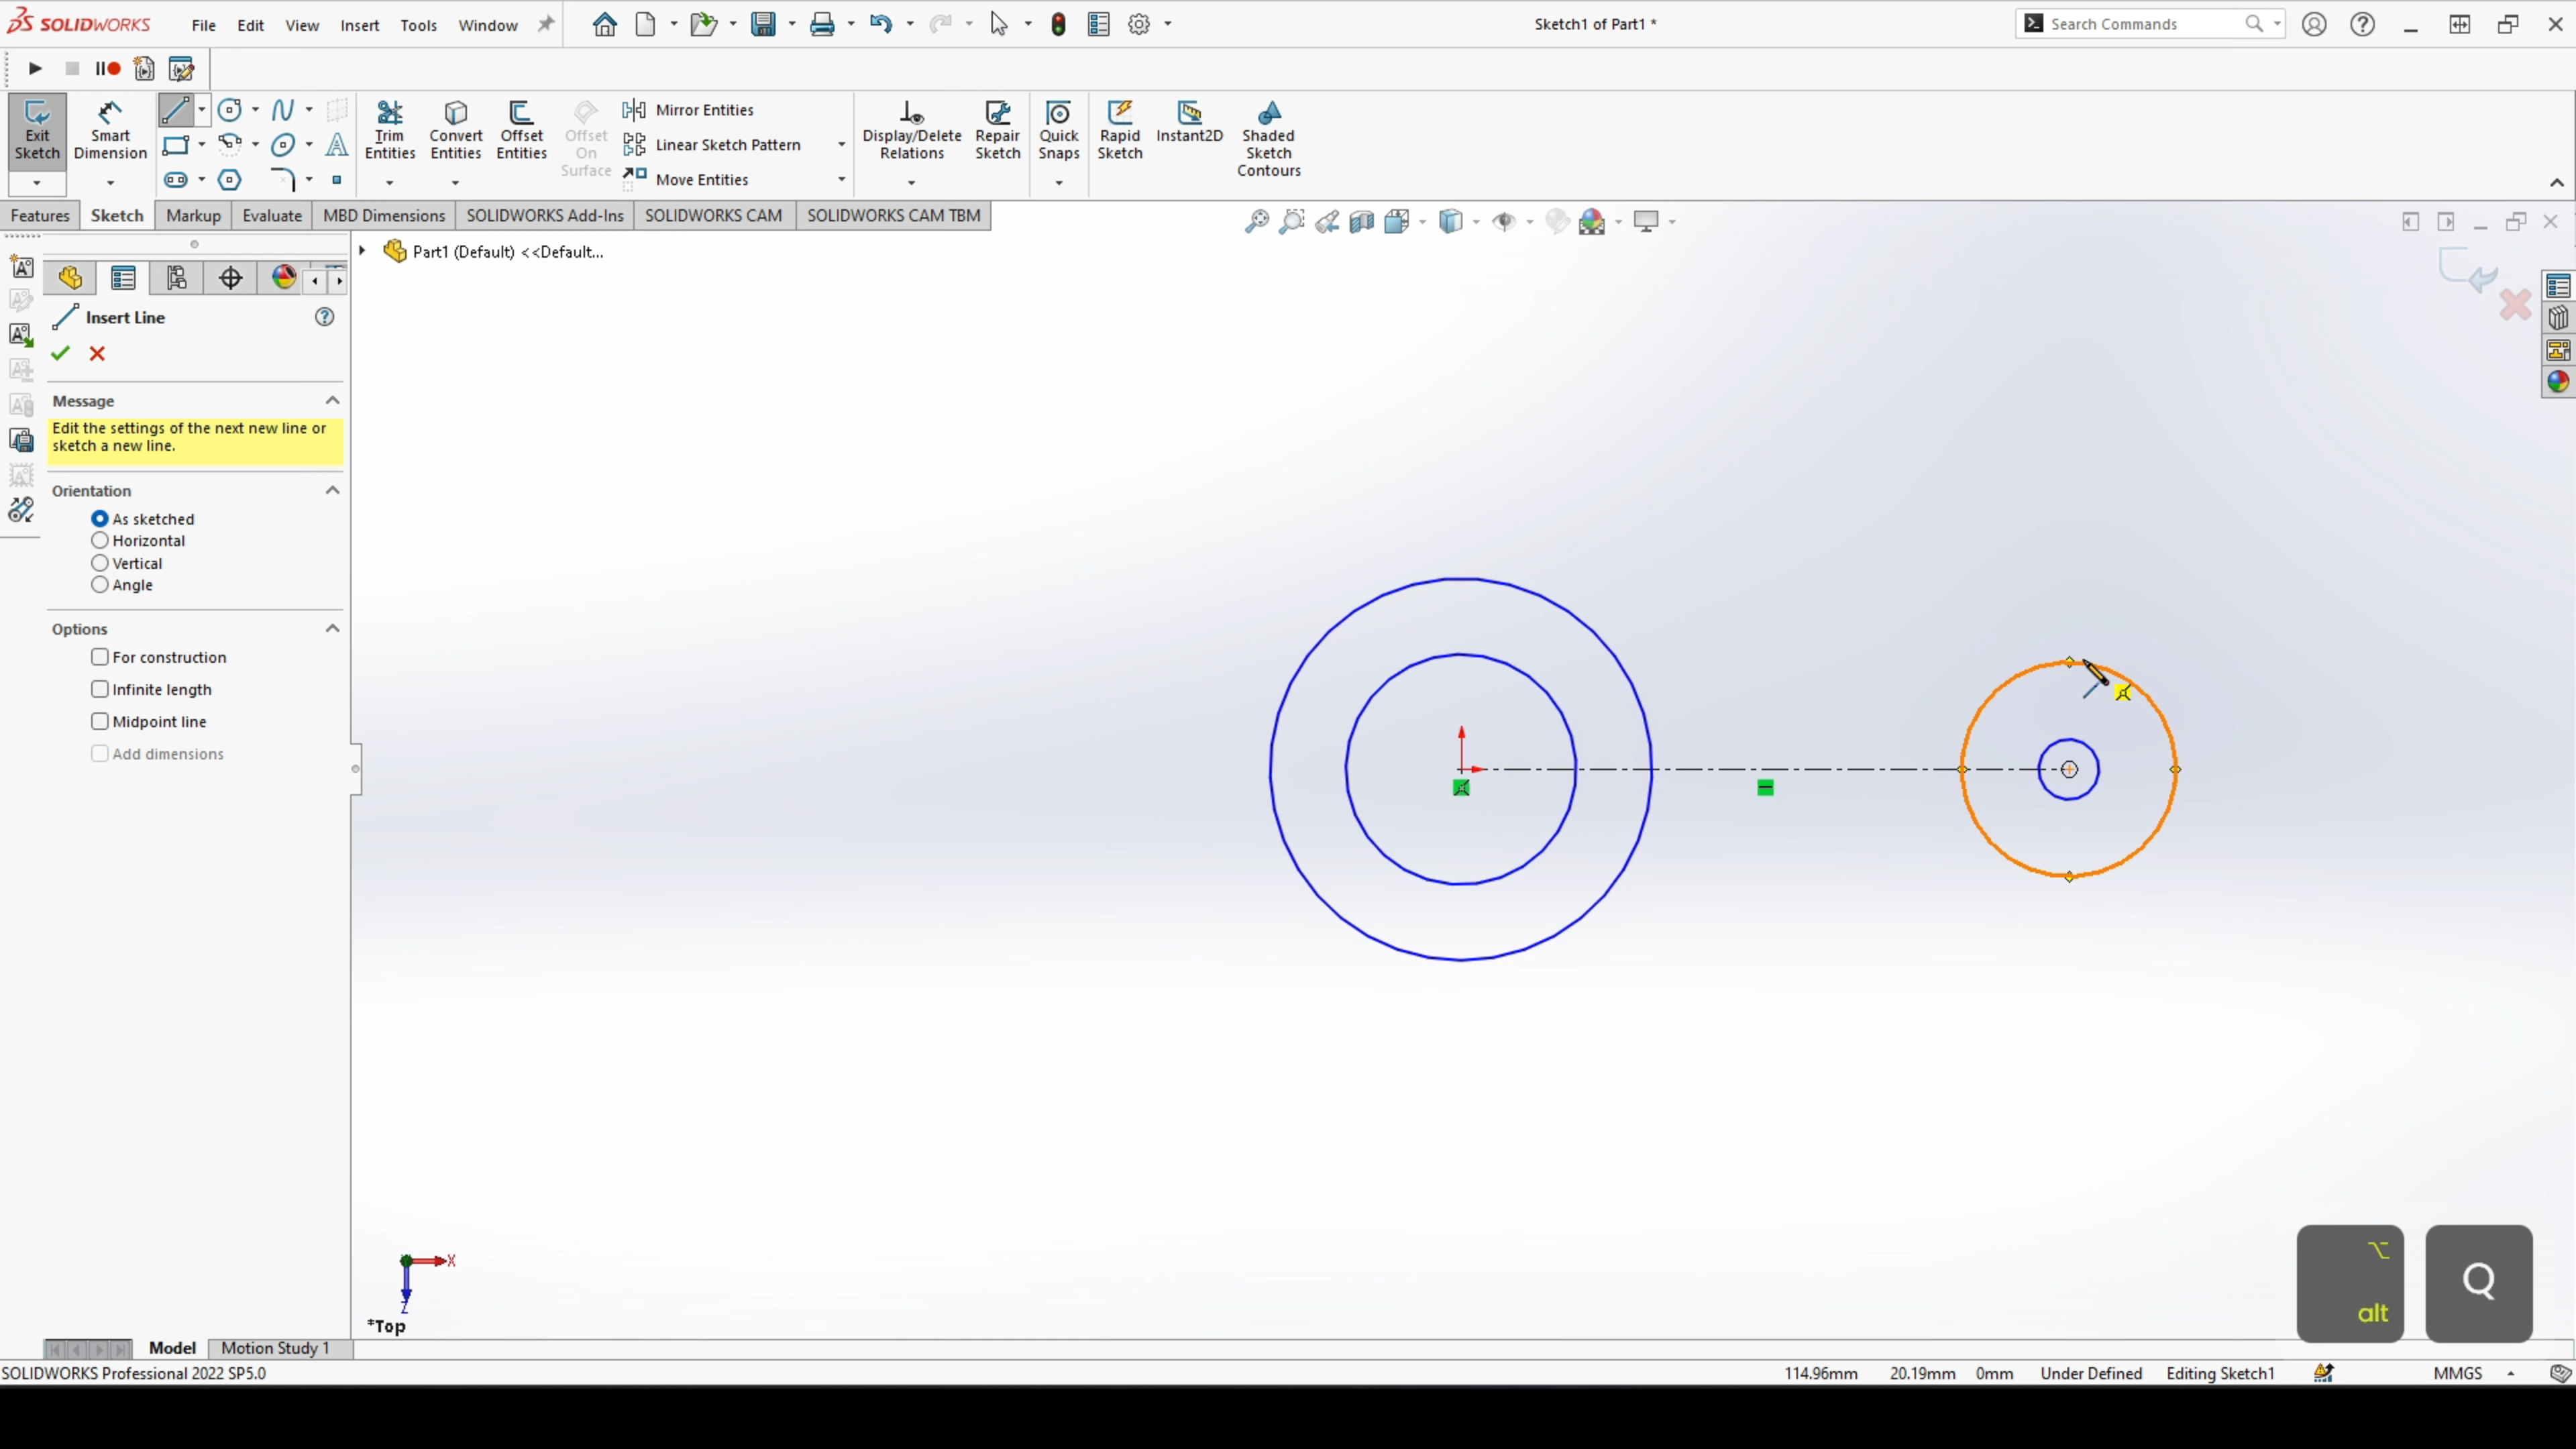 SOLIDWORKS File Edit View Insert Tools Window Sketch1 of Part1 * Search Commands
Exit Sketch
Smart Dimension
Trim Entities
Convert Entities
Offset Entities
Offset On Surface
Mirror Entities
Linear Sketch Pattern
Move Entities
Display/Delete Relations
Repair Sketch
Quick Snaps
Rapid Sketch
Instant2D
Shaded Sketch Contours
Features Sketch Markup Evaluate MBD Dimensions SOLIDWORKS Add-Ins SOLIDWORKS CAM SOLIDWORKS CAM TBM
Part1 (Default) <<Default...
Insert Line
Message
Edit the settings of the next new line or
sketch a new line.
Orientation
As sketched
Horizontal
Vertical
Angle
Options
For construction
Infinite length
Midpoint line
Add dimensions
X
Z
*Top
alt
Q
Model Motion Study 1
SOLIDWORKS Professional 2022 SP5.0 114.96mm 20.19mm 0mm Under Defined Editing Sketch1 MMGS